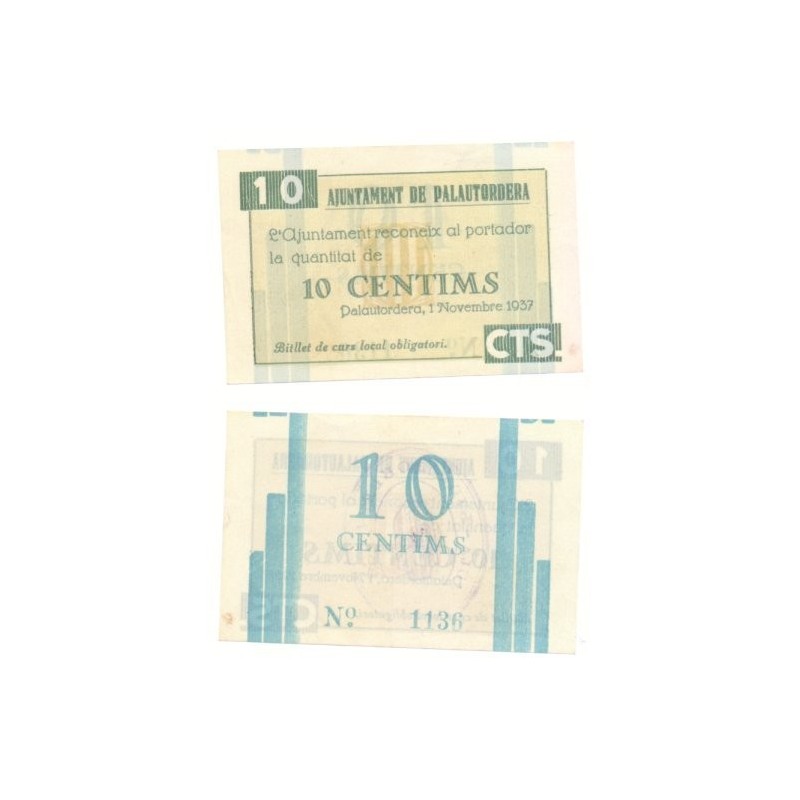 10 AJUNTAMENT DE PALAUTORDERA
L'Ajuntament reconeix al portador
la quantitat de
10 CENTIMS
Palautordera, 1 Novembre 1937
Bitllet de curs local obligatori.
CTS.
10
CENTIMS
Nº. 1136